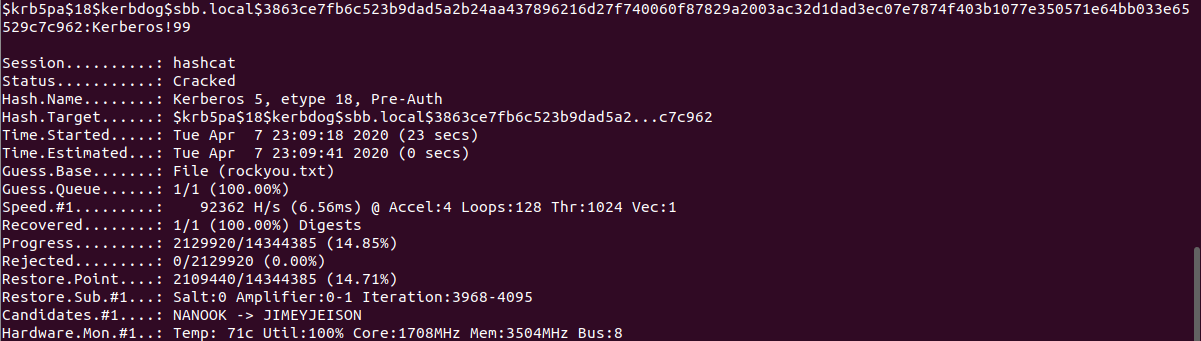 $krb5pa$18$kerbdog$sbb.local$3863ce7fb6c523b9dad5a2b24aa437896216d27f740060f87829a2003ac32d1dad3ec07e7874f403b1077e350571e64bb033e65
529c7c962:Kerberos!99
Session..........: hashcat
Status...........: Cracked
Hash.Name........: Kerberos 5, etype 18, Pre-Auth
Hash.Target......: $krb5pa$18$kerbdog$sbb.local$3863ce7fb6c523b9dad5a2...c7c962
Time.Started.....: Tue Apr  7 23:09:18 2020 (23 secs)
Time.Estimated...: Tue Apr  7 23:09:41 2020 (0 secs)
Guess.Base.......: File (rockyou.txt)
Guess.Queue......: 1/1 (100.00%)
Speed.#1.........:    92362 H/s (6.56ms) @ Accel:4 Loops:128 Thr:1024 Vec:1
Recovered........: 1/1 (100.00%) Digests
Progress.........: 2129920/14344385 (14.85%)
Rejected.........: 0/2129920 (0.00%)
Restore.Point....: 2109440/14344385 (14.71%)
Restore.Sub.#1...: Salt:0 Amplifier:0-1 Iteration:3968-4095
Candidates.#1....: NANOOK -> JIMEYJEISON
Hardware.Mon.#1..: Temp: 71c Util:100% Core:1708MHz Mem:3504MHz Bus:8